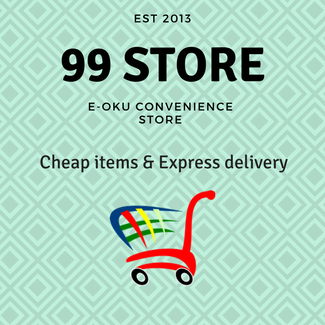 EST 2013
99 STORE
E-OKU CONVENIENCE
STORE
Cheap items & Express delivery